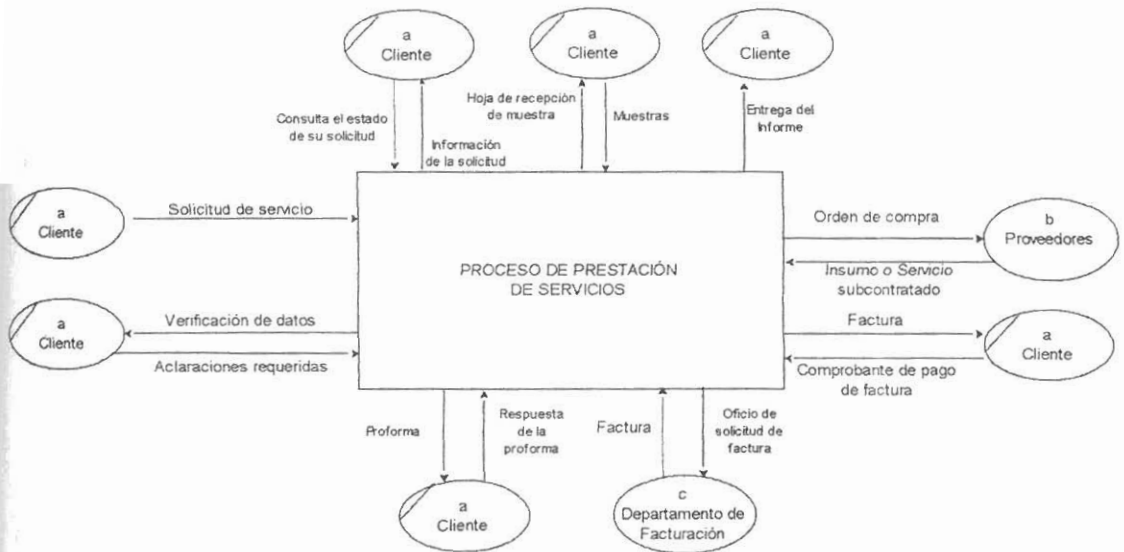 a
Cliente
a
Cliente
a
Cliente
Consulta el estado
de su solicitud
Información
de la solicitud
Hoja de recepción
de muestra
Muestras
Entrega del
Informe
a
Cliente
Solicitud de servicio
PROCESO DE PRESTACIÓN
DE SERVICIOS
Orden de compra
b
Proveedores
Insumo o Servicio
subcontratado
a
Cliente
Verificación de datos
Aclaraciones requeridas
Factura
a
Cliente
Comprobante de pago
de factura
Proforma
Respuesta
de la
proforma
Factura
Oficio de
solicitud de
factura
a
Cliente
c
Departamento de
Facturación